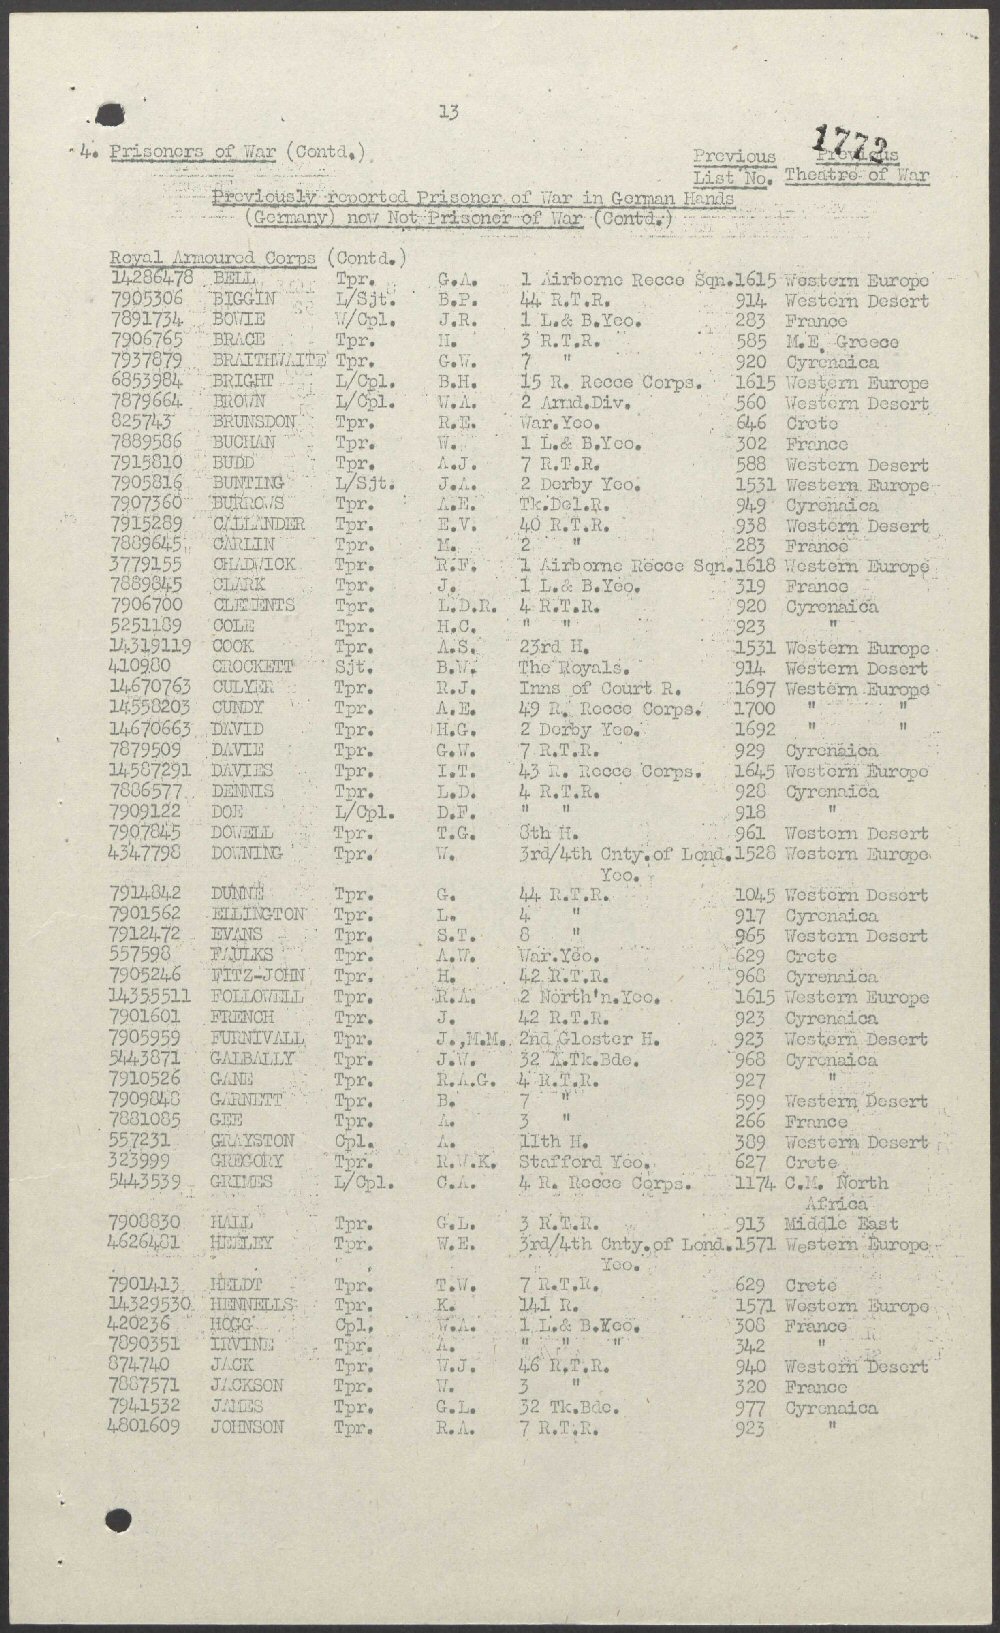 13
1772
4. Prisoners of War (Contd.)
Previous Previous
List No. Theatre of War
Previously reported Prisoner of War in German Hands
(Germany) now Not Prisoner of War (Contd.)
Royal Armoured Corps (Contd.)
14286478 BELL Tpr. G.A. 1 Airborne Recce Sqn. 1615 Western Europe
7905306 BIGGIN L/Sjt. B.P. 44 R.T.R. 914 Western Desert
7891734 BOWIE W/Cpl. J.R. 1 L.& B.Yeo. 283 France
7906765 BRACE Tpr. H. 3 R.T.R. 585 M.E. Greece
7937879 BRAITHWAITE Tpr. G.W. 7 " 920 Cyrenaica
6853984 BRIGHT L/Cpl. B.H. 15 R. Recce Corps. 1615 Western Europe
7879664 BROWN L/Cpl. W.A. 2 Armd.Div. 560 Western Desert
825743 BRUNSDON Tpr. R.E. War.Yeo. 646 Crete
7889586 BUCHAN Tpr. W. 1 L.& B.Yeo. 302 France
7915810 BUDD Tpr. A.J. 7 R.T.R. 588 Western Desert
7905816 BUNTING L/Sjt. J.A. 2 Derby Yeo. 1531 Western Europe
7907360 BURROWS Tpr. A.E. Tk.Del.R. 949 Cyrenaica
7915289 CALLANDER Tpr. E.V. 40 R.T.R. 938 Western Desert
7889645 CARLIN Tpr. M. 2 " 283 France
3779155 CHADWICK Tpr. R.F. 1 Airborne Recce Sqn. 1618 Western Europe
7889845 CLARK Tpr. J. 1 L.& B.Yeo. 319 France
7906700 CLEMENTS Tpr. L.D.R. 4 R.T.R. 920 Cyrenaica
5251189 COLE Tpr. H.C. " " 923 "
14319119 COOK Tpr. A.S. 23rd H. 1531 Western Europe
410980 CROCKETT Sjt. B.W. The Royals. 914 Western Desert
14670763 CULYER Tpr. R.J. Inns of Court R. 1697 Western Europe
14558203 CUNDY Tpr. A.E. 49 R. Recce Corps. 1700 " "
14670663 DAVID Tpr. H.G. 2 Derby Yeo. 1692 " "
7879509 DAVIE Tpr. G.W. 7 R.T.R. 929 Cyrenaica
14587291 DAVIES Tpr. I.T. 43 R. Recce Corps. 1645 Western Europe
7886577 DENNIS Tpr. L.D. 4 R.T.R. 928 Cyrenaica
7909122 DOE L/Cpl. D.F. " " 918 "
7907845 DOWELL Tpr. T.G. 8th H. 961 Western Desert
4347798 DOWNING Tpr. W. 3rd/4th Cnty.of Lond. 1528 Western Europe
Yeo.
7914842 DUNNE Tpr. G. 44 R.T.R. 1045 Western Desert
7901562 ELLINGTON Tpr. L. 4 " 917 Cyrenaica
7912472 EVANS Tpr. S.T. 8 " 965 Western Desert
557598 FAULKS Tpr. A.W. War.Yeo. 629 Crete
7905246 FITZ-JOHN Tpr. H. 42 R.T.R. 968 Cyrenaica
14355511 FOLLOWELL Tpr. R.A. 2 North'n.Yeo. 1615 Western Europe
7901601 FRENCH Tpr. J. 42 R.T.R. 923 Cyrenaica
7905959 FURNIVALL Tpr. J.,M.M. 2nd Gloster H. 923 Western Desert
5443871 GALBALLY Tpr. J.W. 32 A.Tk.Bde. 968 Cyrenaica
7910526 GANE Tpr. R.A.G. 4 R.T.R. 927 "
7909848 GARNETT Tpr. B. 7 " 599 Western Desert
7881085 GEE Tpr. A. 3 " 266 France
557231 GRAYSTON Cpl. A. 11th H. 389 Western Desert
323999 GREGORY Tpr. R.W.K. Stafford Yeo. 627 Crete
5443539 GRIMES L/Cpl. C.A. 4 R. Recce Corps. 1174 C.M. North
Africa
7908830 HALL Tpr. G.L. 3 R.T.R. 913 Middle East
4626481 HEELEY Tpr. W.E. 3rd/4th Cnty.of Lond. 1571 Western Europe
Yeo.
7901413 HELDT Tpr. T.W. 7 R.T.R. 629 Crete
14329530 HENNELLS Tpr. K. 141 R. 1571 Western Europe
420236 HOGG Cpl. W.A. 1 L.& B.Yeo. 308 France
7890351 IRVINE Tpr. A. " " " 342 "
874740 JACK Tpr. W.J. 46 R.T.R. 940 Western Desert
7887571 JACKSON Tpr. W. 3 " 320 France
7941532 JAMES Tpr. G.L. 32 Tk.Bde. 977 Cyrenaica
4801609 JOHNSON Tpr. R.A. 7 R.T.R. 923 "